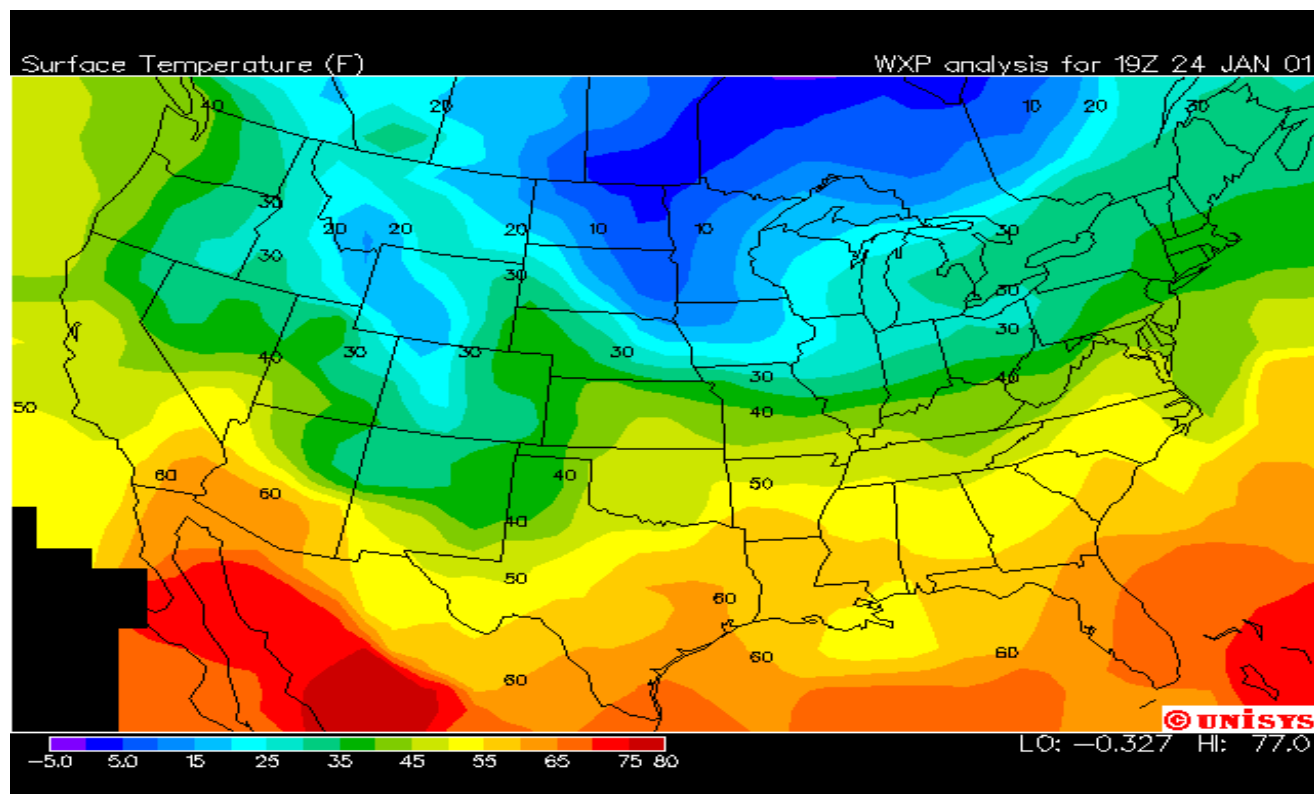 Surface Temperature (F)
WXP analysis for 19Z 24 JAN 01
40 20 10 20 30
30
20 20 20 10 10 30
30 30
30
30
40 30 30 30 30 40
50 40
60 60 40 50
40
50
60
60 60
60
© UNISYS
-5.0 5.0 15 25 35 45 55 65 75 80
LO: -0.327 HI: 77.0